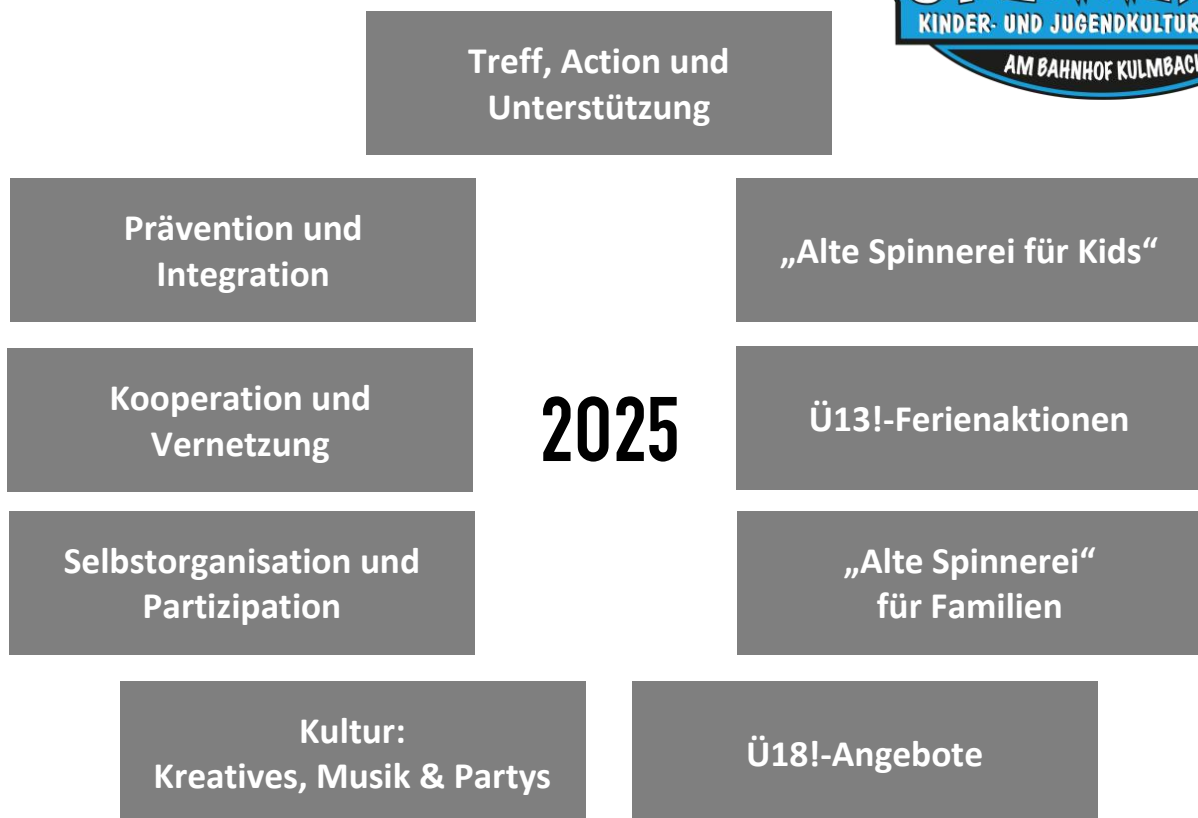 KINDER- UND JUGENDKULTUR
AM BAHNHOF KULMBACH
Treff, Action und
Unterstützung
Prävention und
Integration
„Alte Spinnerei für Kids“
Kooperation und
Vernetzung
2025
Ü13!-Ferienaktionen
Selbstorganisation und
Partizipation
„Alte Spinnerei“
für Familien
Kultur:
Kreatives, Musik & Partys
Ü18!-Angebote